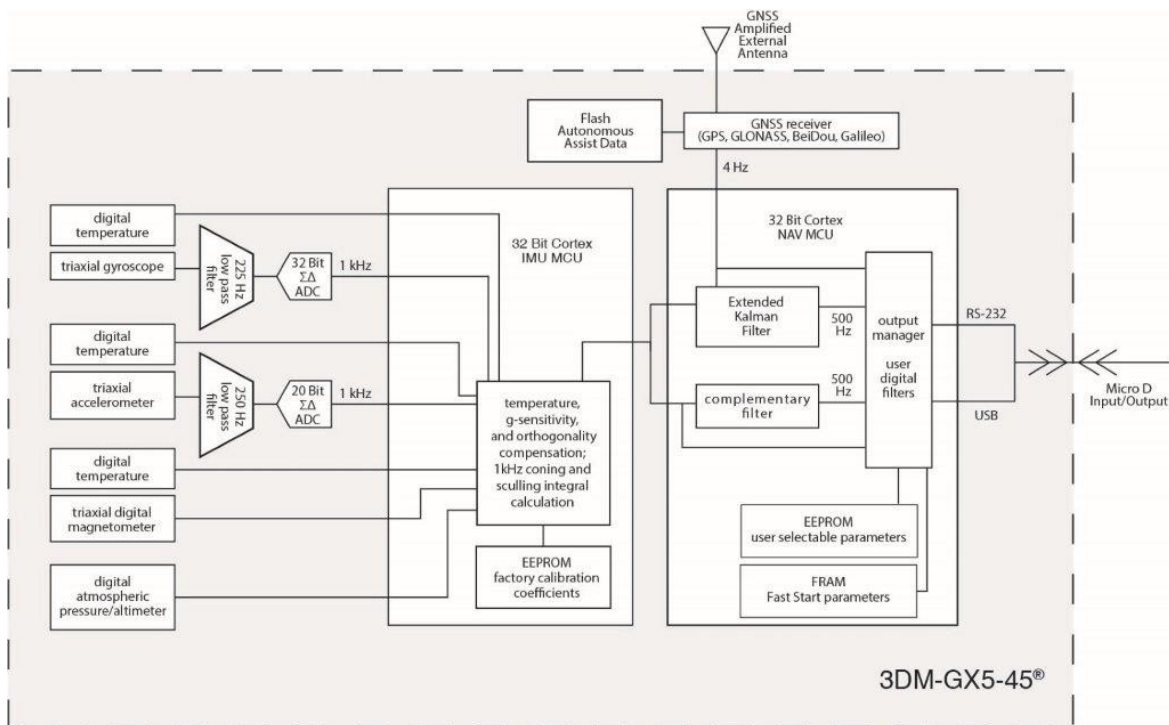 GNSS
Amplified
External
Antenna
Flash
Autonomous
Assist Data
GNSS receiver
(GPS, GLONASS, BeiDou, Galileo)
4 Hz
digital
temperature
triaxial gyroscope
225 Hz
low pass
filter
32 Bit
ΣΔ
ADC
1 kHz
32 Bit Cortex
IMU MCU
32 Bit Cortex
NAV MCU
Extended
Kalman
Filter
500
Hz
output
manager
user
digital
filters
RS-232
digital
temperature
triaxial
accelerometer
250 Hz
low pass
filter
20 Bit
ΣΔ
ADC
1 kHz
temperature,
g-sensitivity,
and orthogonality
compensation;
1kHz coning and
sculling integral
calculation
complementary
filter
500
Hz
USB
Micro D
Input/Output
digital
temperature
triaxial digital
magnetometer
digital
atmospheric
pressure/altimeter
EEPROM
factory calibration
coefficients
EEPROM
user selectable parameters
FRAM
Fast Start parameters
3DM-GX5-45®